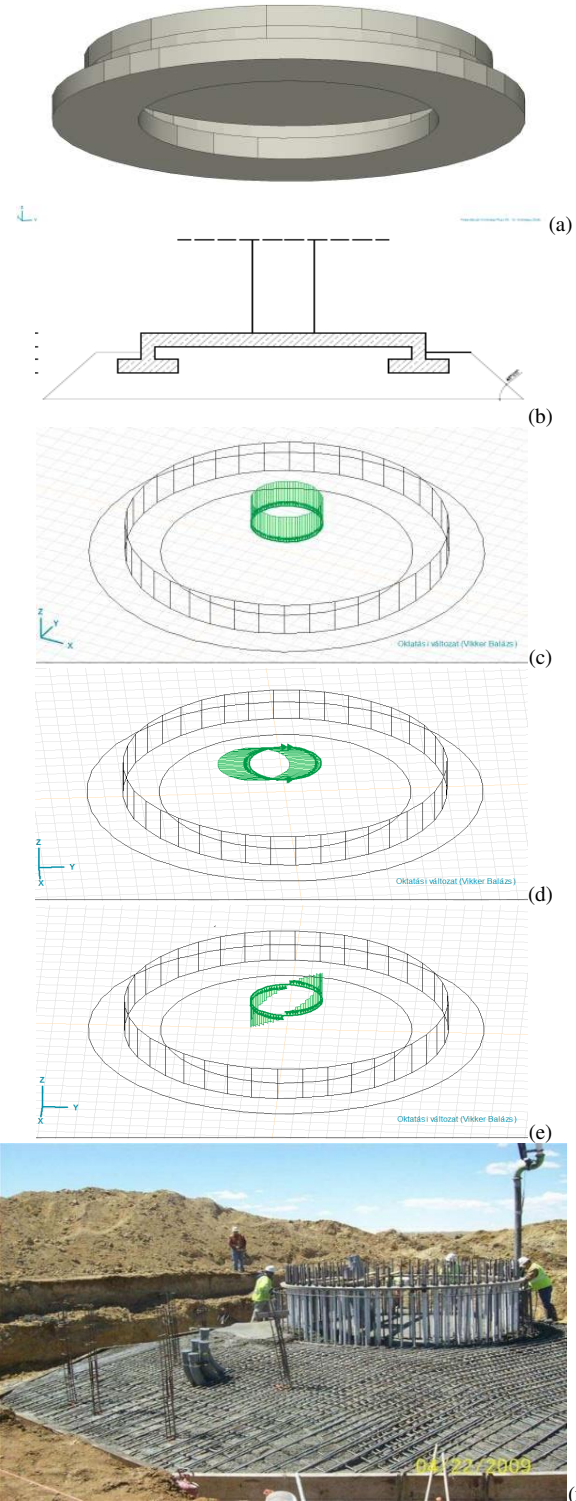 (a)
(b)
Z
Y
X
Oktatási változat (Vikker Balázs)
(c)
Z
Y
X
Oktatási változat (Vikker Balázs)
(d)
Z
Y
X
Oktatási változat (Vikker Balázs)
(e)
04/22/2009